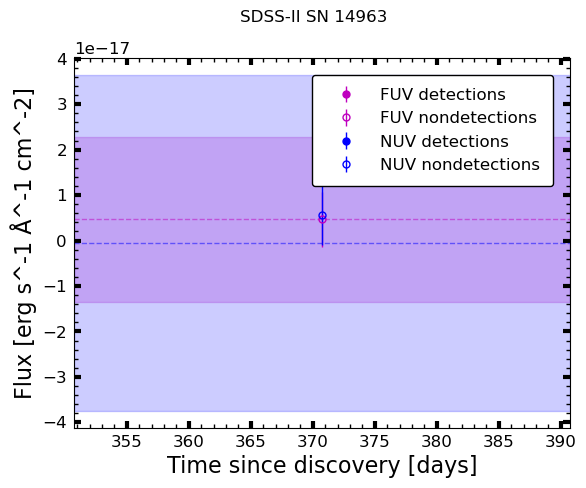 SDSS-II SN 14963
1e−17
4
3
2
1
0
−1
−2
−3
−4
Flux [erg s^-1 Å^-1 cm^-2]
FUV detections
FUV nondetections
NUV detections
NUV nondetections
355 360 365 370 375 380 385 390
Time since discovery [days]